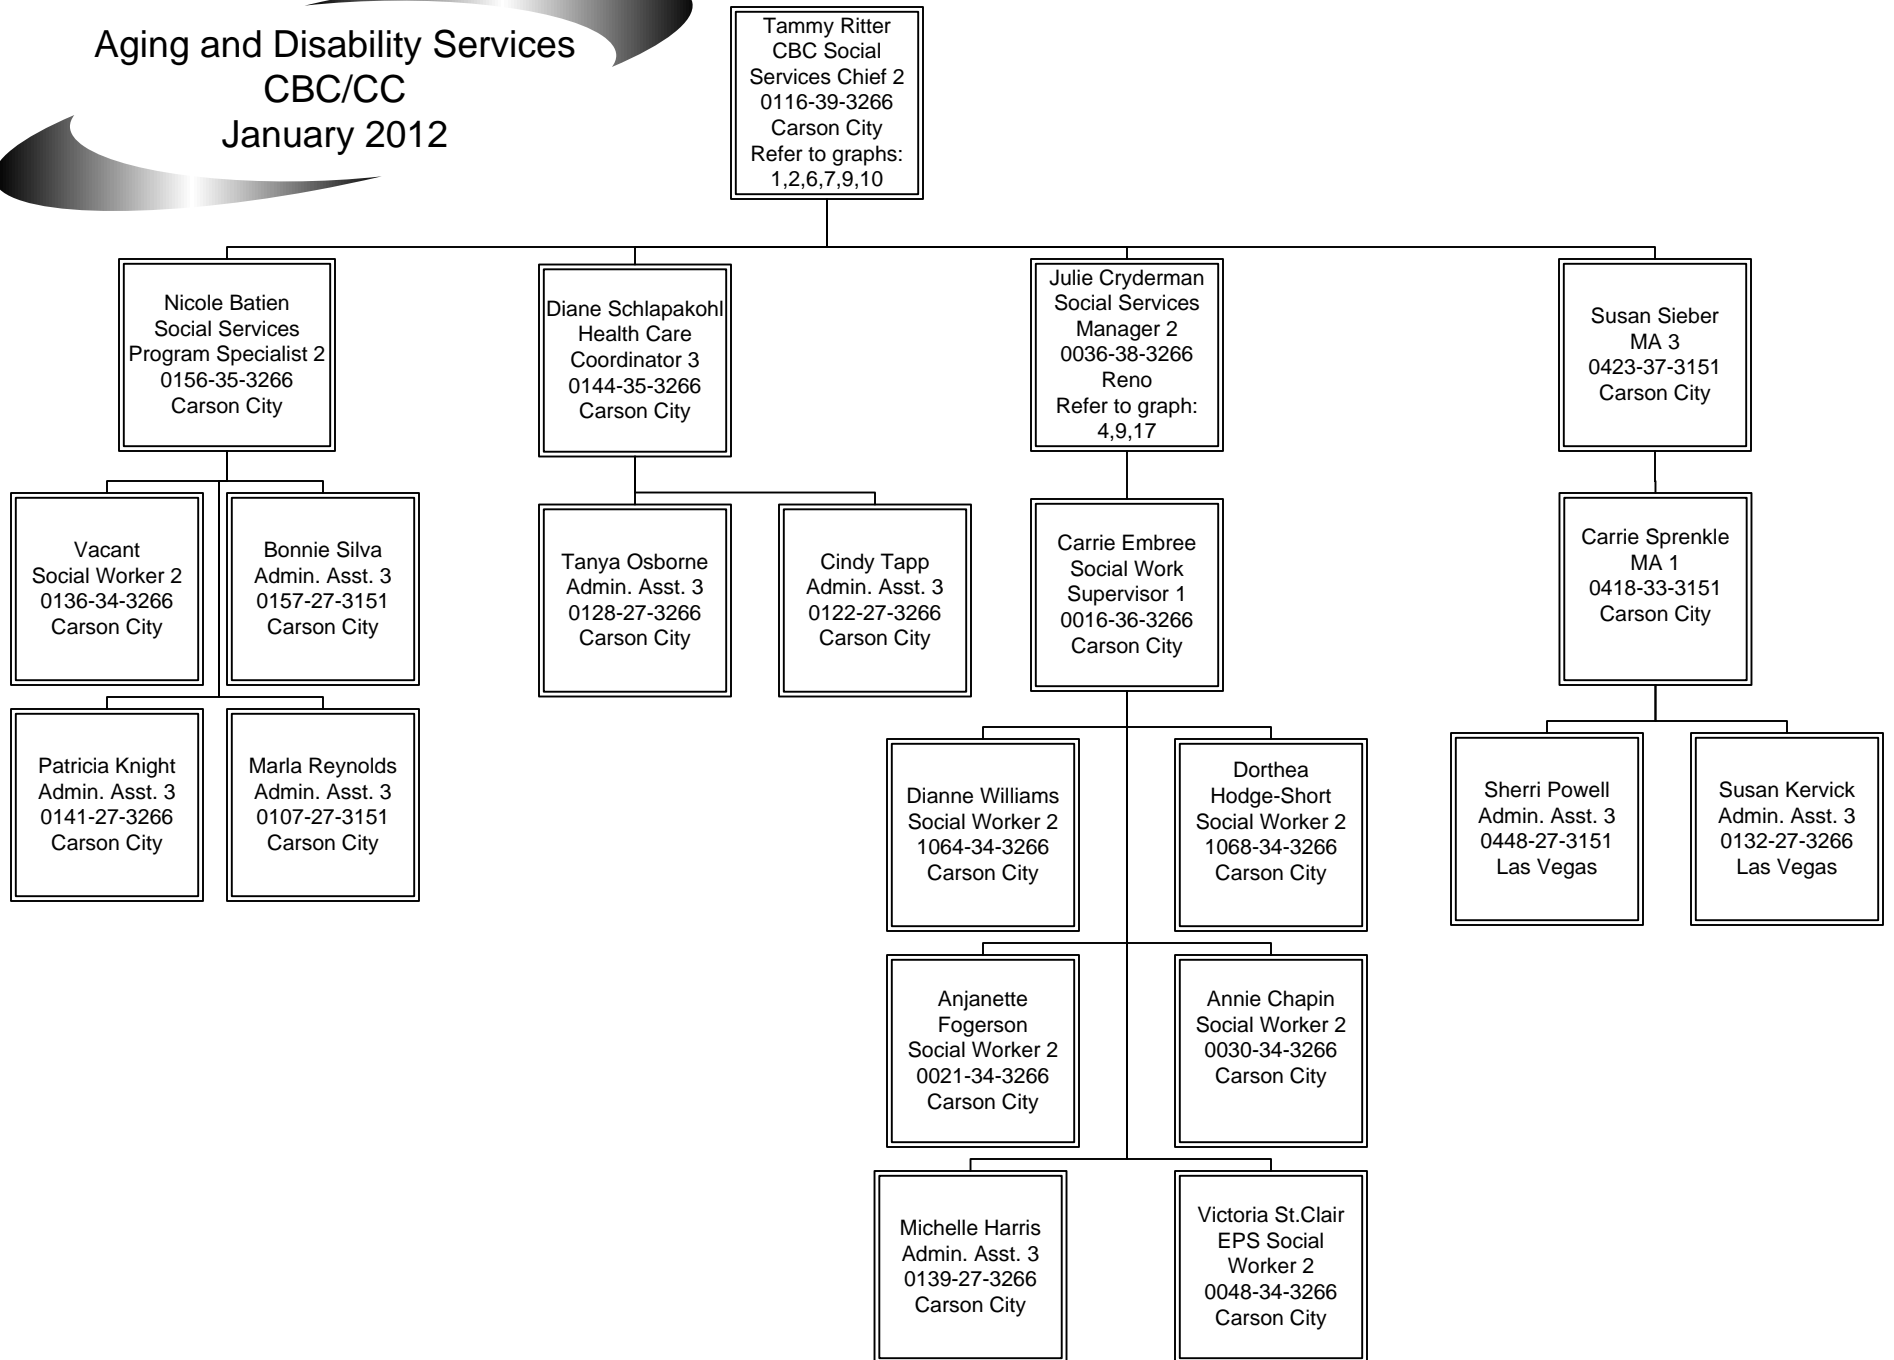 Aging and Disability Services
CBC/CC
January 2012
Tammy Ritter
CBC Social
Services Chief 2
0116-39-3266
Carson City
Refer to graphs:
1,2,6,7,9,10
Nicole Batien
Social Services
Program Specialist 2
0156-35-3266
Carson City
Diane Schlapakohl
Health Care
Coordinator 3
0144-35-3266
Carson City
Julie Cryderman
Social Services
Manager 2
0036-38-3266
Reno
Refer to graph:
4,9,17
Susan Sieber
MA 3
0423-37-3151
Carson City
Vacant
Social Worker 2
0136-34-3266
Carson City
Bonnie Silva
Admin. Asst. 3
0157-27-3151
Carson City
Tanya Osborne
Admin. Asst. 3
0128-27-3266
Carson City
Cindy Tapp
Admin. Asst. 3
0122-27-3266
Carson City
Carrie Embree
Social Work
Supervisor 1
0016-36-3266
Carson City
Carrie Sprenkle
MA 1
0418-33-3151
Carson City
Patricia Knight
Admin. Asst. 3
0141-27-3266
Carson City
Marla Reynolds
Admin. Asst. 3
0107-27-3151
Carson City
Dianne Williams
Social Worker 2
1064-34-3266
Carson City
Dorthea
Hodge-Short
Social Worker 2
1068-34-3266
Carson City
Sherri Powell
Admin. Asst. 3
0448-27-3151
Las Vegas
Susan Kervick
Admin. Asst. 3
0132-27-3266
Las Vegas
Anjanette
Fogerson
Social Worker 2
0021-34-3266
Carson City
Annie Chapin
Social Worker 2
0030-34-3266
Carson City
Michelle Harris
Admin. Asst. 3
0139-27-3266
Carson City
Victoria St.Clair
EPS Social
Worker 2
0048-34-3266
Carson City